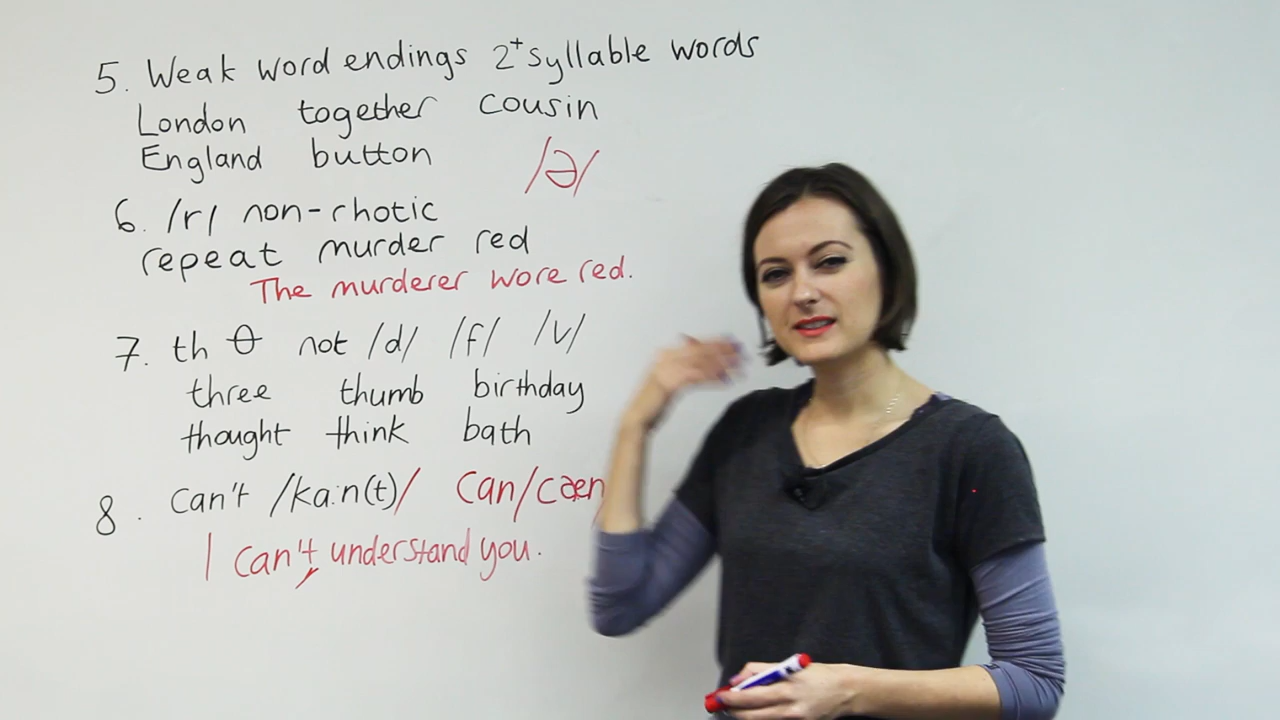 5. Weak word endings 2⁺ syllable words
London together cousin
England button /ə/
6. /r/ non-rhotic
repeat murder red
The murderer wore red.
7. th θ not /d/ /f/ /v/
three thumb birthday
thought think bath
8. can't /ka:n(t)/ can/cæn
I can't understand you.